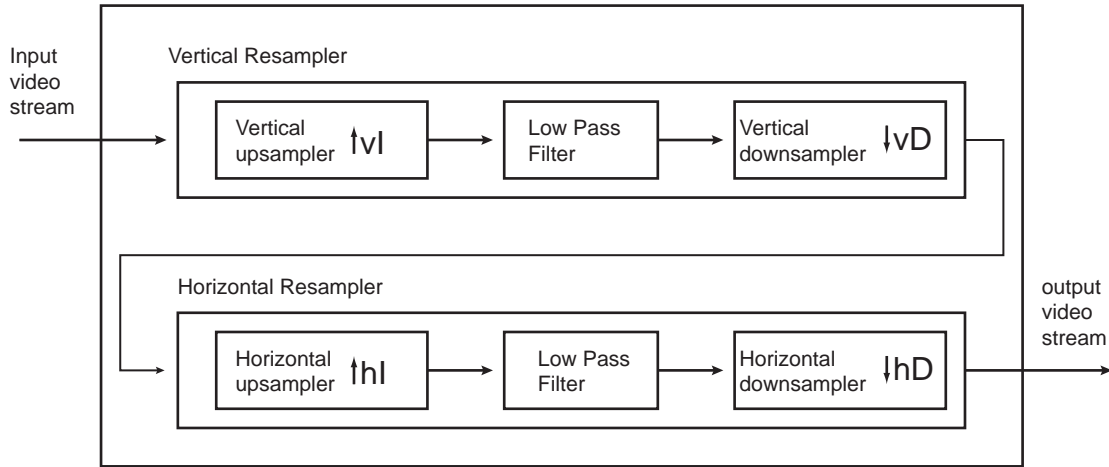 Input
video
stream
Vertical Resampler
Vertical
upsampler ↑vI
Low Pass
Filter
Vertical
downsampler ↓vD
Horizontal Resampler
Horizontal
upsampler ↑hI
Low Pass
Filter
Horizontal
downsampler ↓hD
output
video
stream